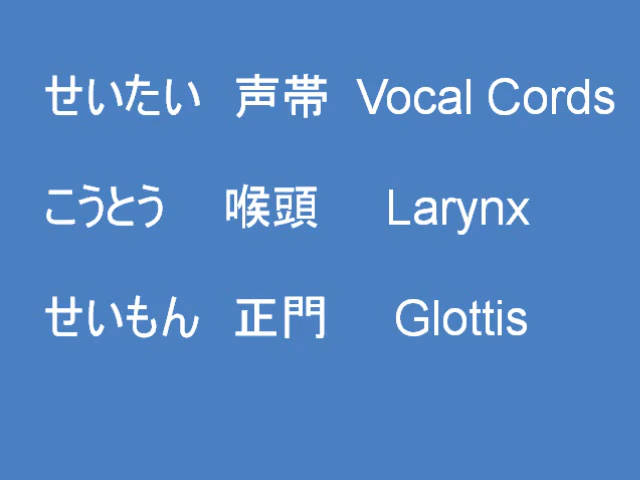 せいたい 声帯 Vocal Cords
こうとう 喉頭 Larynx
せいもん 正門 Glottis